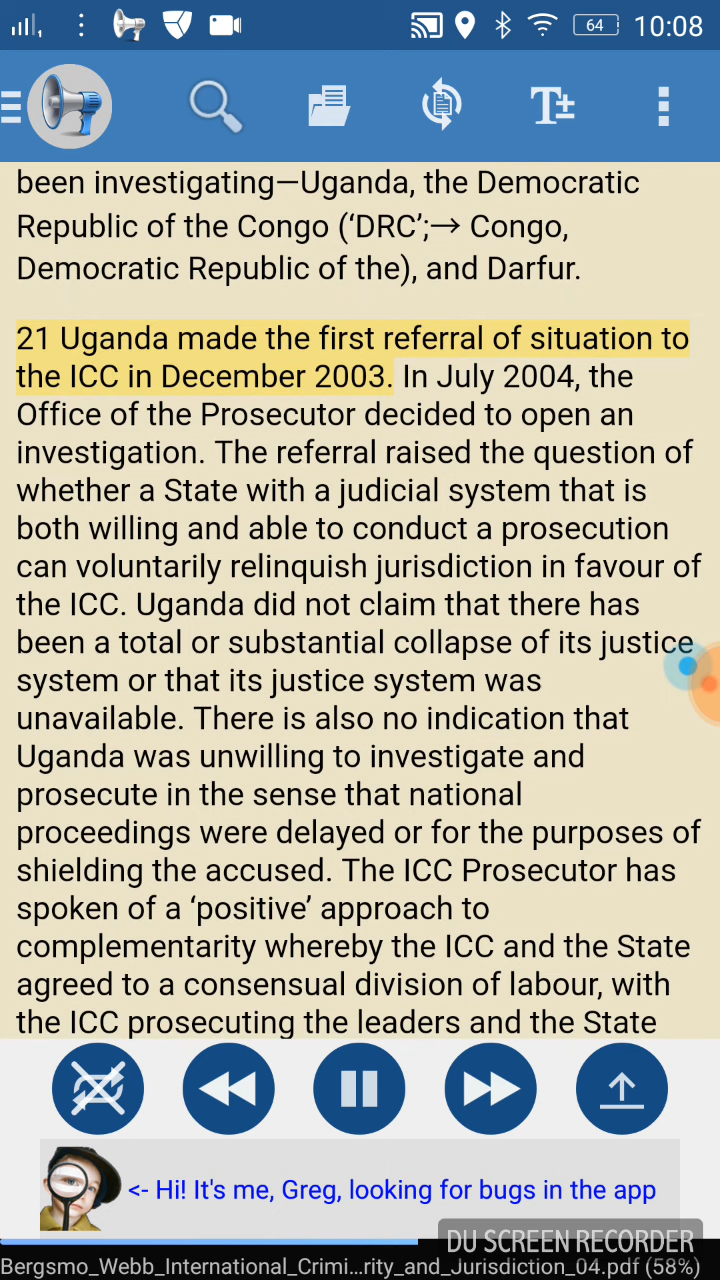 1
64 10:08
T±
been investigating—Uganda, the Democratic
Republic of the Congo (‘DRC’;→ Congo,
Democratic Republic of the), and Darfur.
21 Uganda made the first referral of situation to
the ICC in December 2003. In July 2004, the
Office of the Prosecutor decided to open an
investigation. The referral raised the question of
whether a State with a judicial system that is
both willing and able to conduct a prosecution
can voluntarily relinquish jurisdiction in favour of
the ICC. Uganda did not claim that there has
been a total or substantial collapse of its justice
system or that its justice system was
unavailable. There is also no indication that
Uganda was unwilling to investigate and
prosecute in the sense that national
proceedings were delayed or for the purposes of
shielding the accused. The ICC Prosecutor has
spoken of a ‘positive’ approach to
complementarity whereby the ICC and the State
agreed to a consensual division of labour, with
the ICC prosecuting the leaders and the State
<- Hi! It's me, Greg, looking for bugs in the app
DU SCREEN RECORDER
Bergsmo_Webb_International_Crimi...rity_and_Jurisdiction_04.pdf (58%)